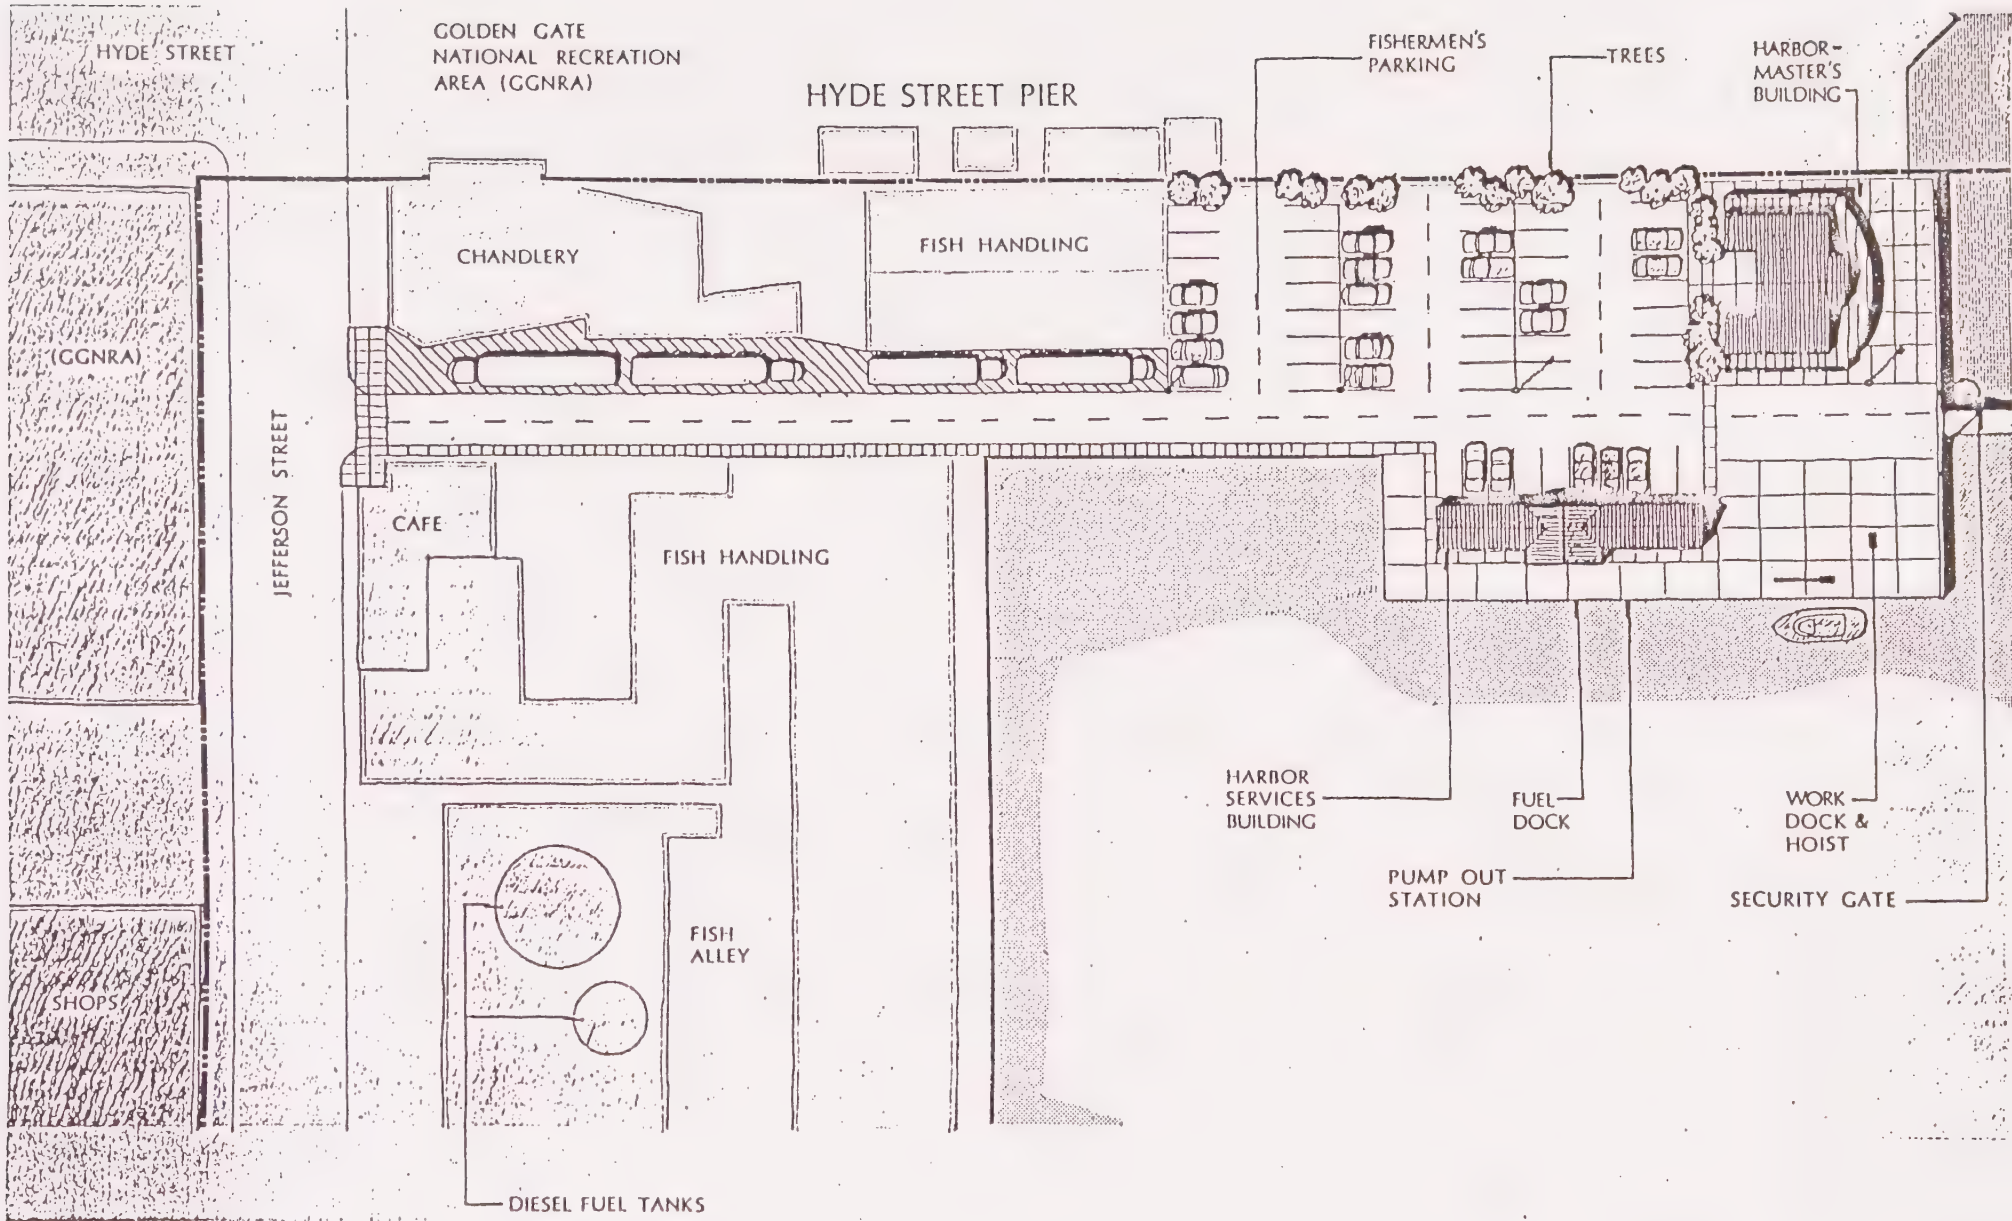 HYDE STREET
GOLDEN GATE
NATIONAL RECREATION
AREA (GGNRA)
HYDE STREET PIER
FISHERMEN'S
PARKING
TREES
HARBOR-
MASTER'S
BUILDING
CHANDLERY
FISH HANDLING
(GGNRA)
JEFFERSON STREET
CAFE
FISH HANDLING
HARBOR
SERVICES
BUILDING
FUEL
DOCK
WORK
DOCK &
HOIST
PUMP OUT
STATION
SECURITY GATE
FISH
ALLEY
SHOPS
DIESEL FUEL TANKS